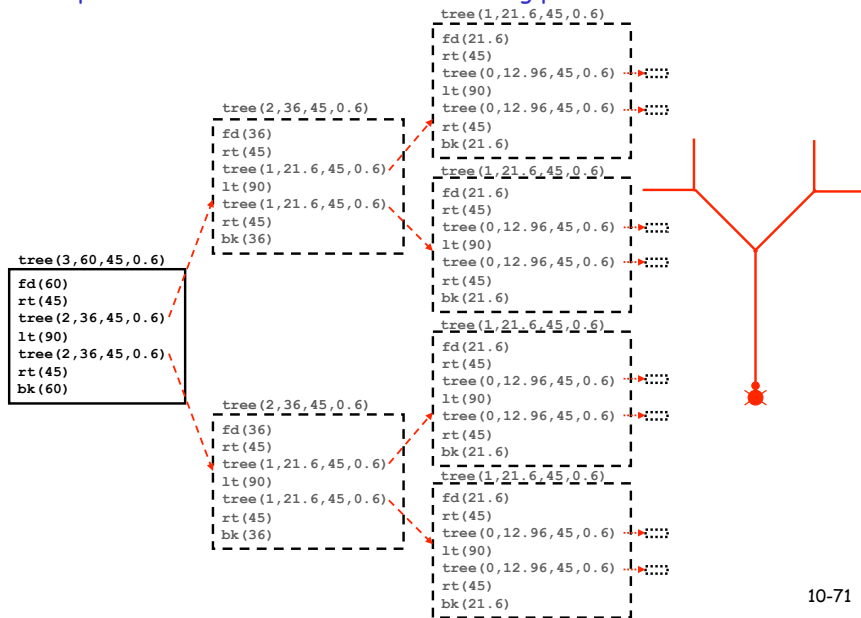 tree(3,60,45,0.6)
fd(60)
rt(45)
tree(2,36,45,0.6)
lt(90)
tree(2,36,45,0.6)
rt(45)
bk(60)
tree(2,36,45,0.6)
fd(36)
rt(45)
tree(1,21.6,45,0.6)
lt(90)
tree(1,21.6,45,0.6)
rt(45)
bk(36)
tree(2,36,45,0.6)
fd(36)
rt(45)
tree(1,21.6,45,0.6)
lt(90)
tree(1,21.6,45,0.6)
rt(45)
bk(36)
tree(1,21.6,45,0.6)
fd(21.6)
rt(45)
tree(0,12.96,45,0.6)
lt(90)
tree(0,12.96,45,0.6)
rt(45)
bk(21.6)
tree(1,21.6,45,0.6)
fd(21.6)
rt(45)
tree(0,12.96,45,0.6)
lt(90)
tree(0,12.96,45,0.6)
rt(45)
bk(21.6)
tree(1,21.6,45,0.6)
fd(21.6)
rt(45)
tree(0,12.96,45,0.6)
lt(90)
tree(0,12.96,45,0.6)
rt(45)
bk(21.6)
tree(1,21.6,45,0.6)
fd(21.6)
rt(45)
tree(0,12.96,45,0.6)
lt(90)
tree(0,12.96,45,0.6)
rt(45)
bk(21.6)
10-71